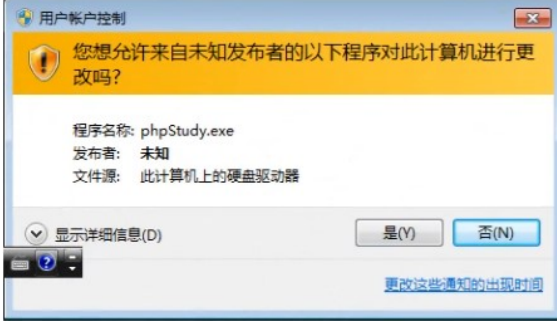 用户帐户控制
您想允许来自未知发布者的以下程序对此计算机进行更
改吗?
程序名称: phpStudy.exe
发布者: 未知
文件源: 此计算机上的硬盘驱动器
显示详细信息(D)
是(Y)
否(N)
更改这些通知的出现时间